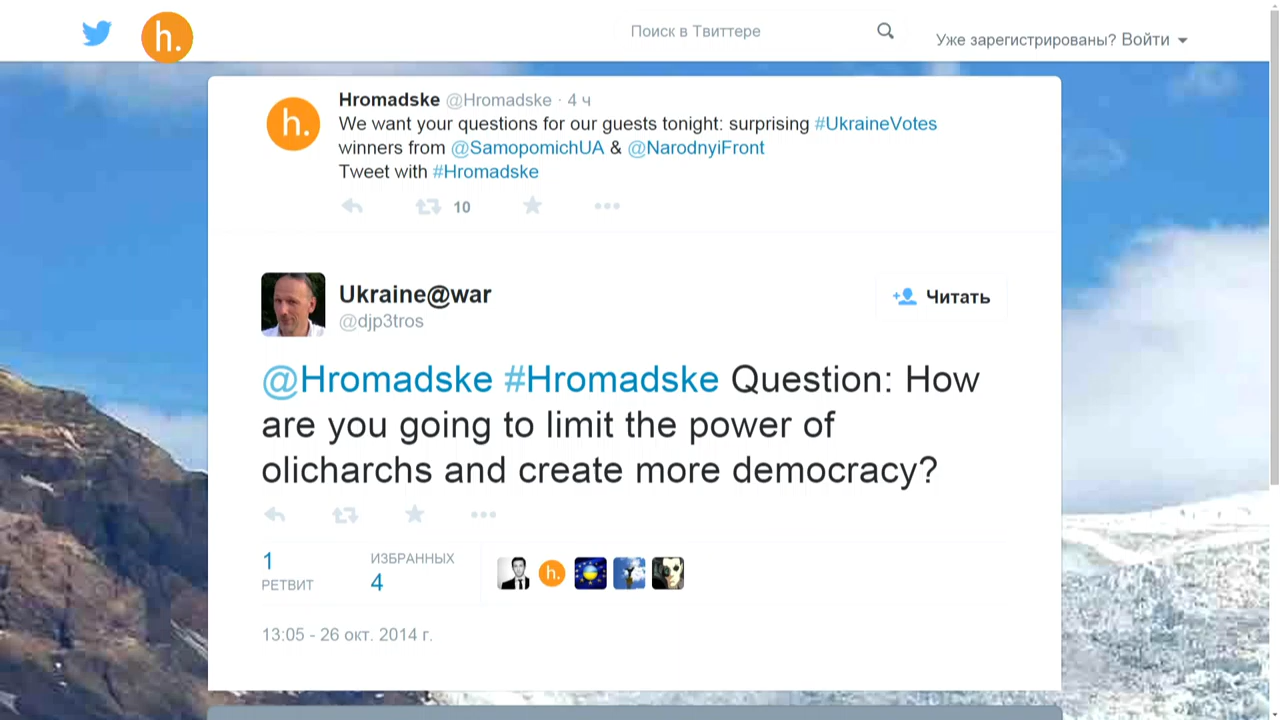 h.
Поиск в Твиттере
Уже зарегистрированы? Войти
h.
Hromadske @Hromadske · 4 ч
We want your questions for our guests tonight: surprising #UkraineVotes
winners from @SamopomichUA & @NarodnyiFront
Tweet with #Hromadske
10
Ukraine@war
@djp3tros
Читать
@Hromadske #Hromadske Question: How
are you going to limit the power of
olicharchs and create more democracy?
1
РЕТВИТ
ИЗБРАННЫХ
4
h.
13:05 - 26 окт. 2014 г.